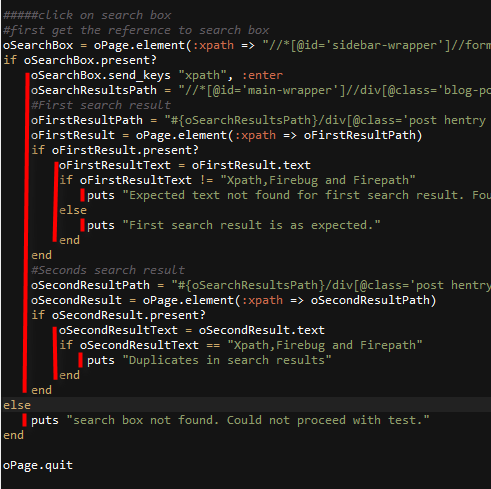 #####click on search box
#first get the reference to search box
oSearchBox = oPage.element(:xpath => "//*[@id='sidebar-wrapper']//form
if oSearchBox.present?
oSearchBox.send_keys "xpath", :enter
oSearchResultsPath = "//*[@id='main-wrapper']//div[@class='blog-po
#First search result
oFirstResultPath = "#{oSearchResultsPath}/div[@class='post hentry
oFirstResult = oPage.element(:xpath => oFirstResultPath)
if oFirstResult.present?
oFirstResultText = oFirstResult.text
if oFirstResultText != "Xpath,Firebug and Firepath"
puts "Expected text not found for first search result. Fou
else
puts "First search result is as expected."
end
end
#Seconds search result
oSecondResultPath = "#{oSearchResultsPath}/div[@class='post hentry
oSecondResult = oPage.element(:xpath => oSecondResultPath)
if oSecondResult.present?
oSecondResultText = oSecondResult.text
if oSecondResultText == "Xpath,Firebug and Firepath"
puts "Duplicates in search results"
end
end
else
puts "search box not found. Could not proceed with test."
end
oPage.quit